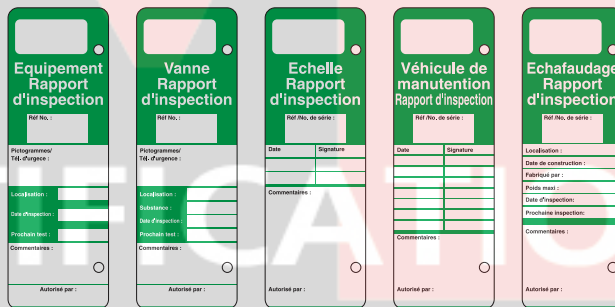 Equipement
Rapport
d'inspection
Réf No. :
Pictogrammes/
Tél. d'urgece :
Localisation :
Date d'inspection :
Prochain test :
Commentaires :
Autorisé par :
Vanne
Rapport
d'inspection
Réf No. :
Pictogrammes/
Tél. d'urgence :
Localisation :
Substance :
Date d'inspection :
Prochain test :
Commentaires :
Autorisé par :
Echelle
Rapport
d'inspection
Réf /No. de série :
Date Signature
Commentaires :
Autorisé par :
Véhicule de
manutention
Rapport d'inspection
Réf /No. de série :
Date Signature
Commentaires :
Autorisé par :
Echafaudage
Rapport
d'inspection
Réf /No. de série :
Localisation :
Date de construction :
Fabriqué par :
Poids maxi :
Date d'inspection:
Prochaine inspection:
Commentaires :
Autorisé par :
TIFICATIO